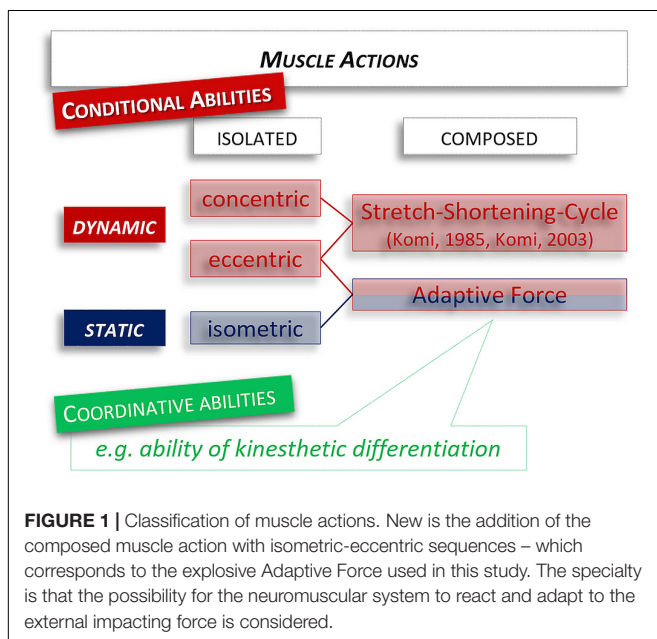 MUSCLE ACTIONS
CONDITIONAL ABILITIES
ISOLATED
COMPOSED
DYNAMIC
concentric
eccentric
Stretch-Shortening-Cycle
(Komi, 1985, Komi, 2003)
STATIC
isometric
Adaptive Force
COORDINATIVE ABILITIES
e.g. ability of kinesthetic differentiation
FIGURE 1 | Classification of muscle actions. New is the addition of the
composed muscle action with isometric-eccentric sequences – which
corresponds to the explosive Adaptive Force used in this study. The specialty
is that the possibility for the neuromuscular system to react and adapt to the
external impacting force is considered.